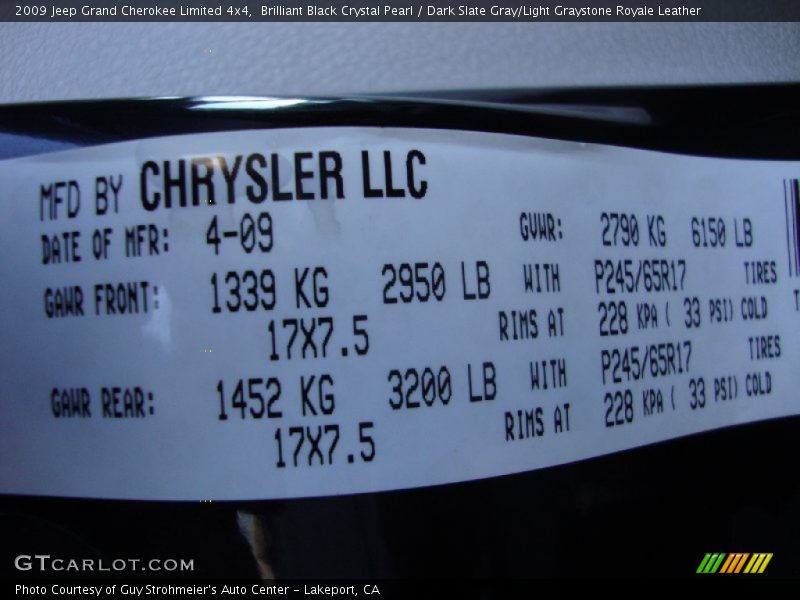 2009 Jeep Grand Cherokee Limited 4x4,  Brilliant Black Crystal Pearl / Dark Slate Gray/Light Graystone Royale Leather
MFD BY CHRYSLER LLC
DATE OF MFR: 4-09 GVWR: 2790 KG 6150 LB
GAWR FRONT: 1339 KG 2950 LB WITH P245/65R17 TIRES
17X7.5 RIMS AT 228 KPA ( 33 PSI) COLD
GAWR REAR: 1452 KG 3200 LB WITH P245/65R17 TIRES
17X7.5 RIMS AT 228 KPA ( 33 PSI) COLD
GTCARLOT.COM
Photo Courtesy of Guy Strohmeier's Auto Center - Lakeport, CA